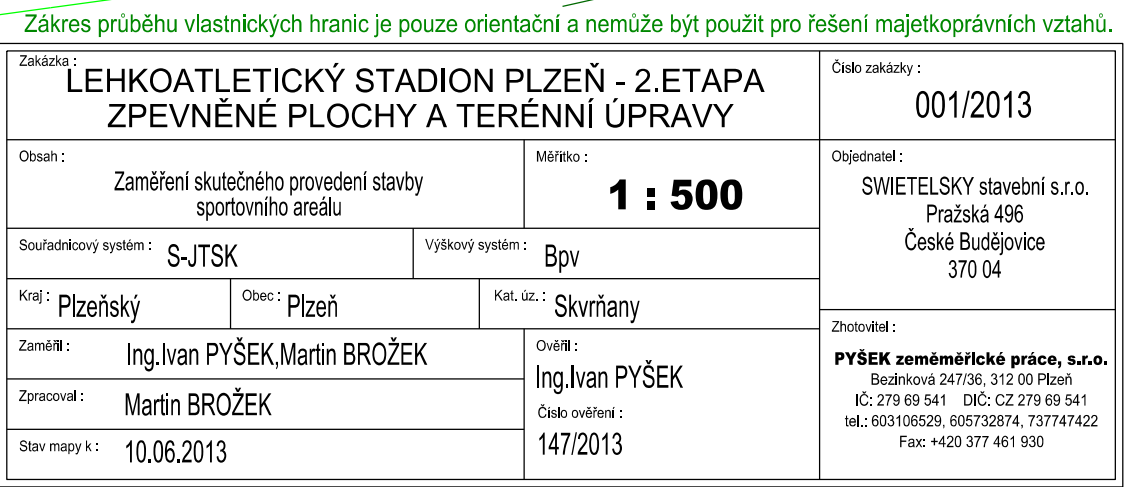 Zákres průběhu vlastnických hranic je pouze orientační a nemůže být použit pro řešení majetkoprávních vztahů.
Zakázka :
LEHKOATLETICKÝ STADION PLZEŇ - 2.ETAPA
ZPEVNĚNÉ PLOCHY A TERÉNNÍ ÚPRAVY
Číslo zakázky :
001/2013
Obsah :
Zaměření skutečného provedení stavby
sportovního areálu
Měřítko :
1 : 500
Objednatel :
SWIETELSKY stavební s.r.o.
Pražská 496
České Budějovice
370 04
Souřadnicový systém : S-JTSK
Výškový systém : Bpv
Kraj : Plzeňský
Obec : Plzeň
Kat. úz. : Skvrňany
Zaměřil : Ing.Ivan PYŠEK,Martin BROŽEK
Zpracoval : Martin BROŽEK
Stav mapy k : 10.06.2013
Ověřil :
Ing.Ivan PYŠEK
Číslo ověření :
147/2013
Zhotovitel :
PYŠEK zeměměřické práce, s.r.o.
Bezinková 247/36, 312 00 Plzeň
IČ: 279 69 541 DIČ: CZ 279 69 541
tel.: 603106529, 605732874, 737747422
Fax: +420 377 461 930